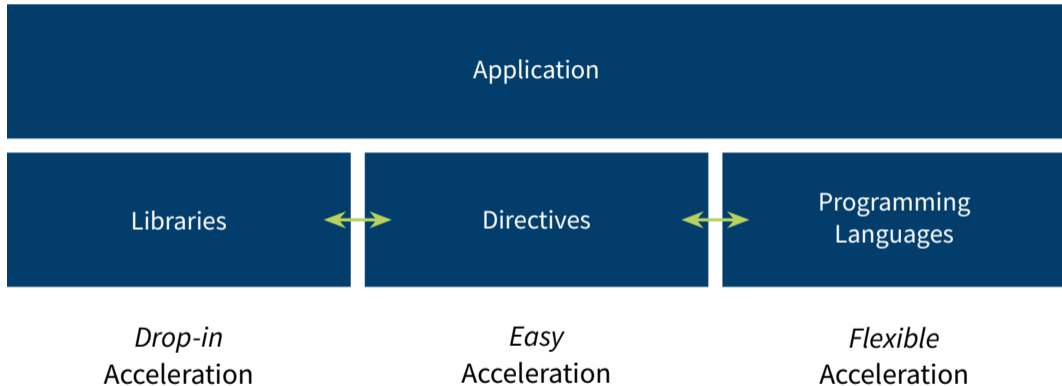 Application
Libraries
Directives
Programming
Languages
Drop-in
Acceleration
Easy
Acceleration
Flexible
Acceleration